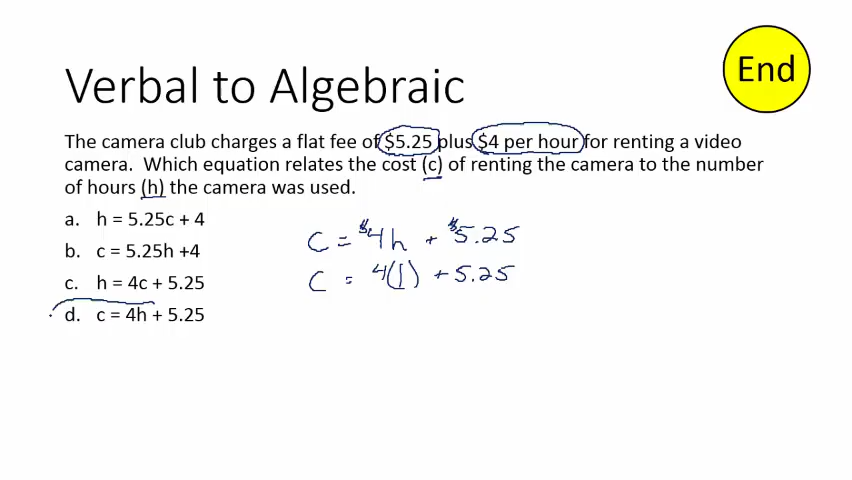 End
Verbal to Algebraic
The camera club charges a flat fee of $5.25 plus $4 per hour for renting a video
camera. Which equation relates the cost (c) of renting the camera to the number
of hours (h) the camera was used.
a. h = 5.25c + 4
b. c = 5.25h +4
c. h = 4c + 5.25
d. c = 4h + 5.25
C = $4h + $5.25
C = 4(1) + 5.25